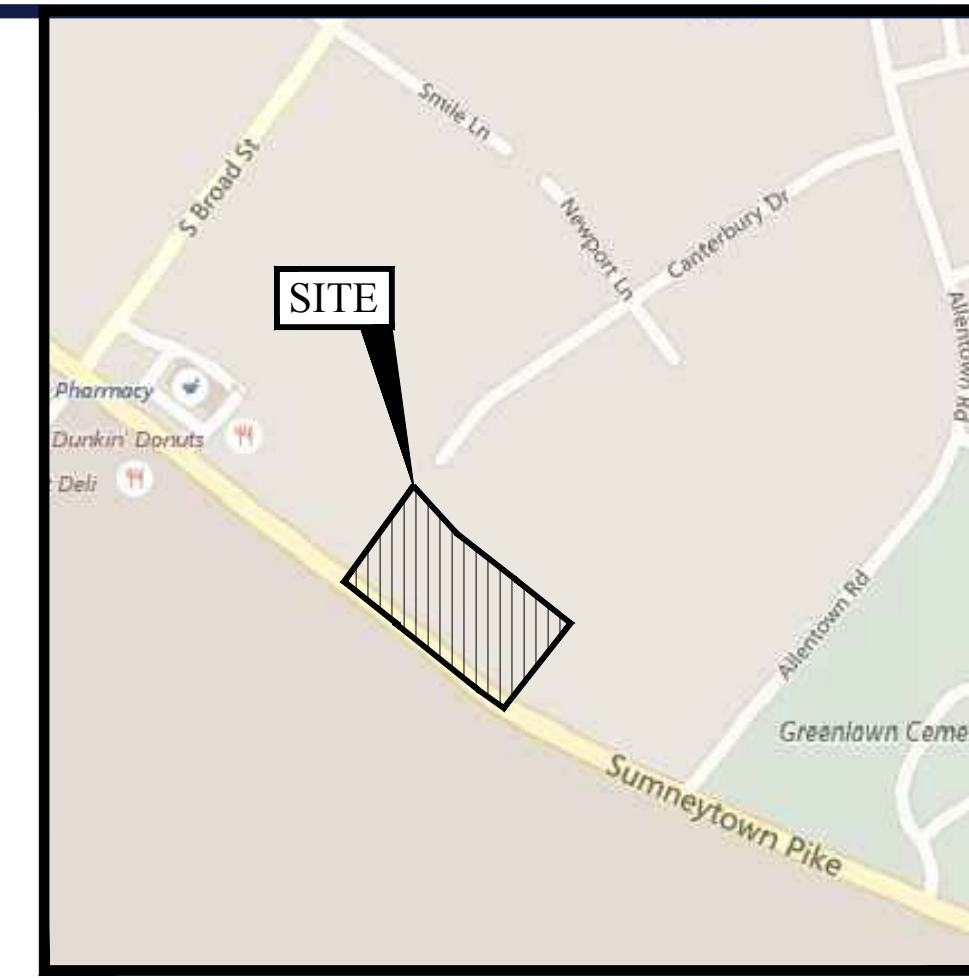 Smile Ln
S Broad St
Newport Ln
Canterbury Dr
SITE
Allentown Rd
Pharmacy
Dunkin' Donuts
Deli
Allentown Rd
Greenlawn Ceme
Sumneytown Pike